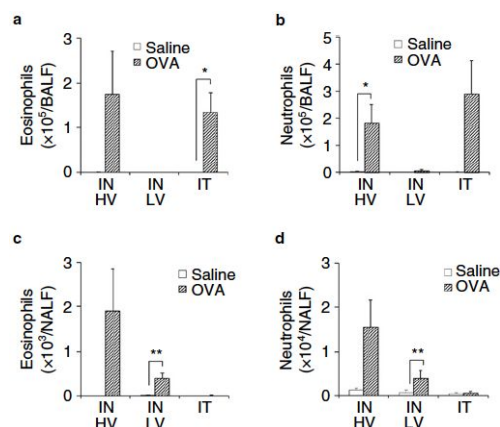 a
Eosinophils
(×10⁵/BALF)
3
2
1
0
Saline
OVA
*
IN
HV
IN
LV
IT
b
Neutrophils
(×10⁵/BALF)
5
4
3
2
1
0
Saline
OVA
*
IN
HV
IN
LV
IT
c
Eosinophils
(×10³/NALF)
3
2
1
0
Saline
OVA
**
IN
HV
IN
LV
IT
d
Neutrophils
(×10⁴/NALF)
3
2
1
0
Saline
OVA
**
IN
HV
IN
LV
IT